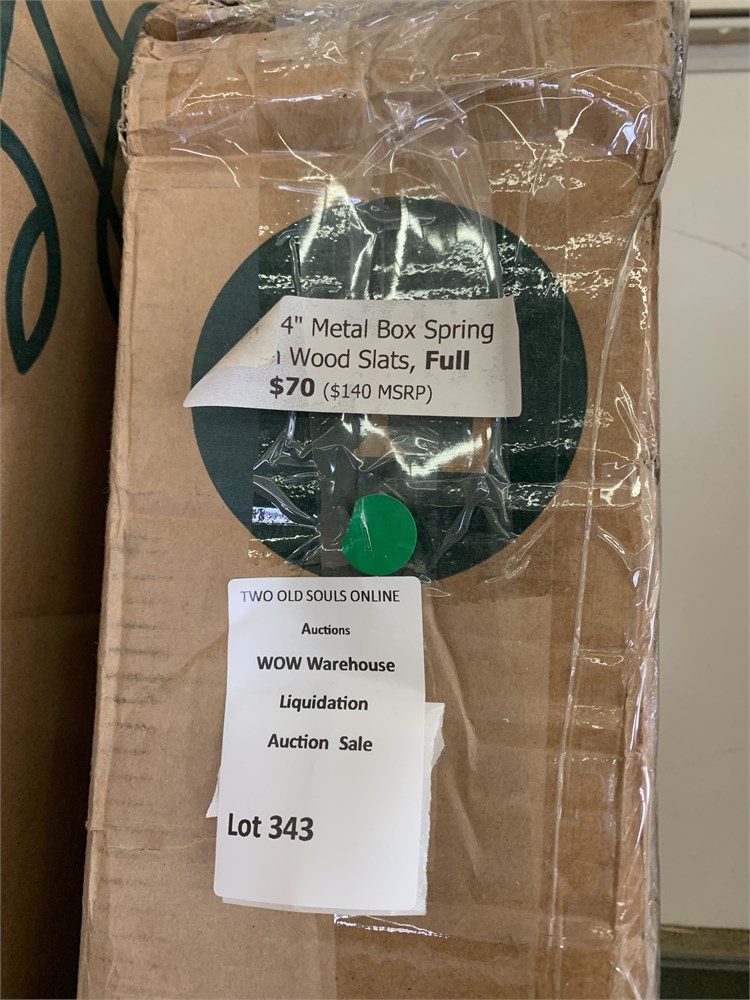 4" Metal Box Spring
Wood Slats, Full
$70 ($140 MSRP)
TWO OLD SOULS ONLINE
Auctions
WOW Warehouse
Liquidation
Auction Sale
Lot 343